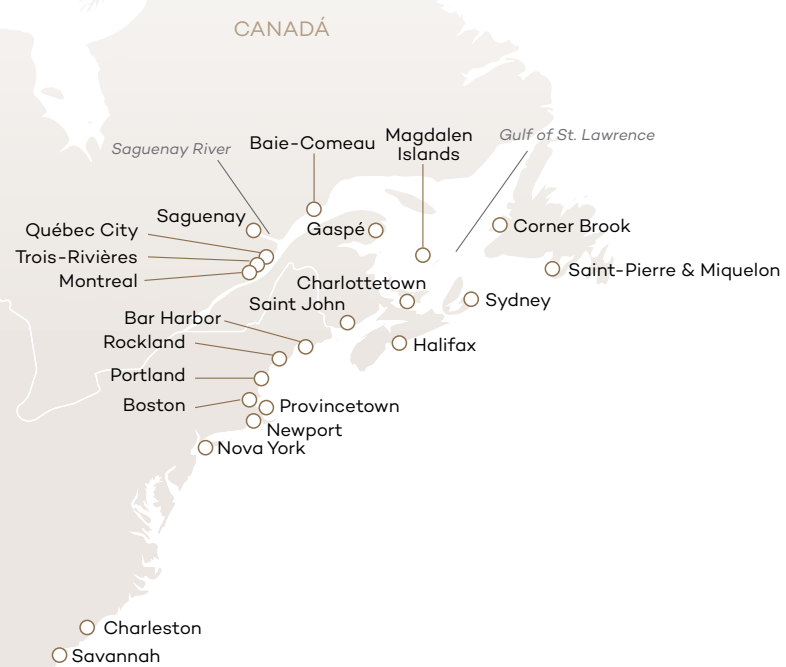 CANADÁ
Saguenay River
Baie-Comeau
Magdalen
Islands
Gulf of St. Lawrence
Saguenay
Québec City
Gaspé
Corner Brook
Trois-Rivières
Montreal
Saint-Pierre & Miquelon
Charlottetown
Saint John
Sydney
Bar Harbor
Rockland
Halifax
Portland
Boston
Provincetown
Newport
Nova York
Charleston
Savannah